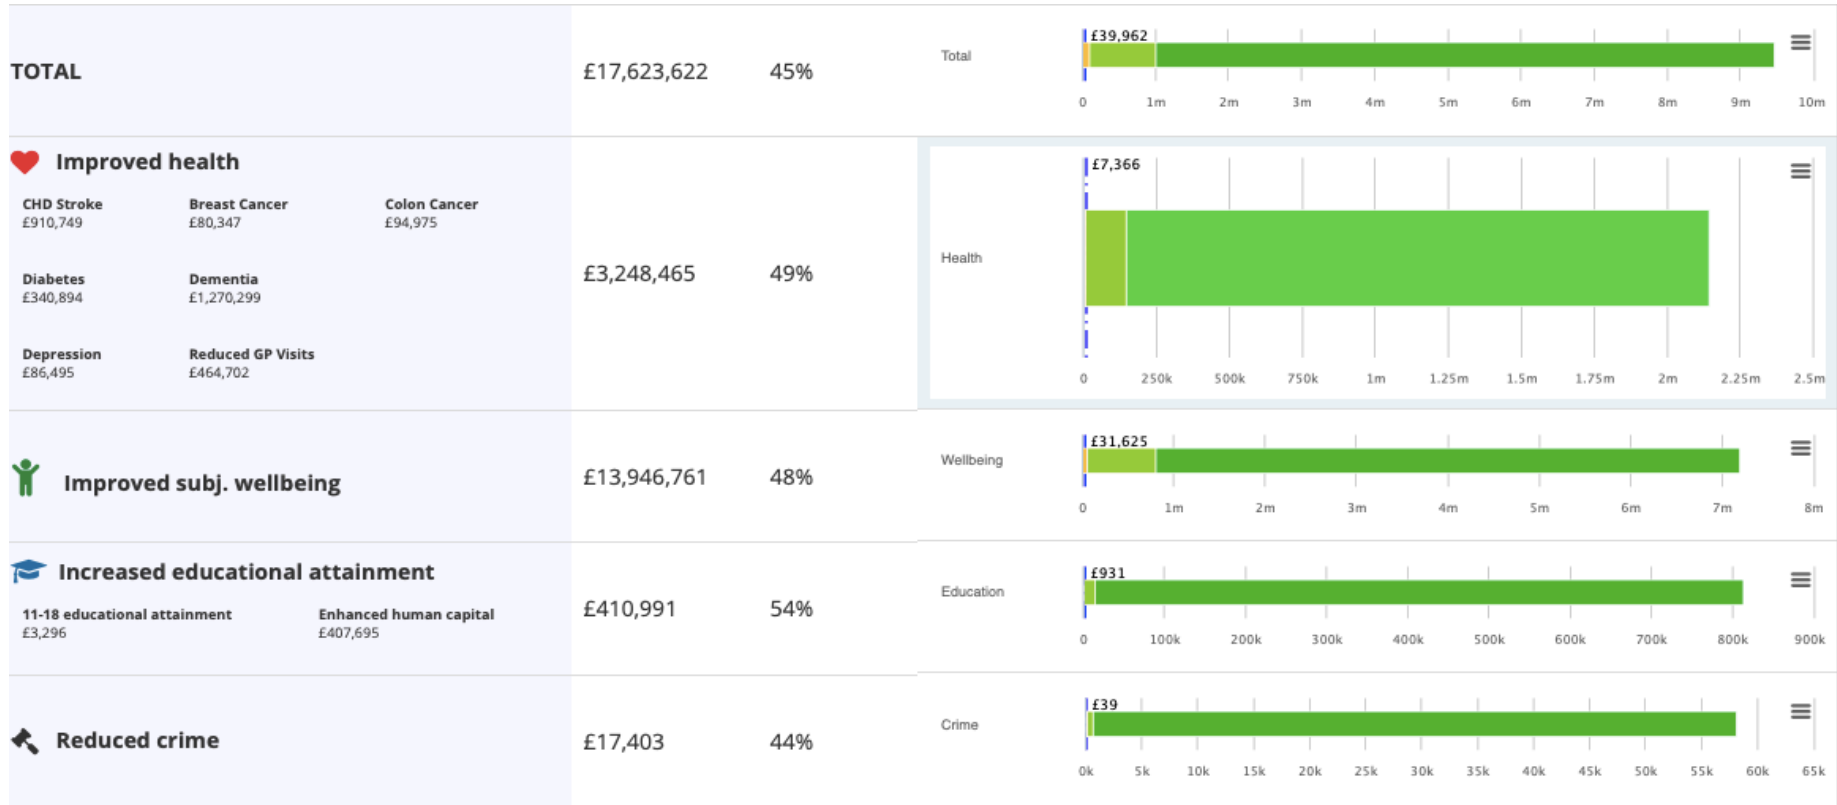 TOTAL £17,623,622 45% Total £39,962
0 1m 2m 3m 4m 5m 6m 7m 8m 9m 10m
Improved health
CHD Stroke Breast Cancer Colon Cancer
£910,749 £80,347 £94,975
Diabetes Dementia
£340,894 £1,270,299
Depression Reduced GP Visits
£86,495 £464,702
£3,248,465 49%
Health £7,366
0 250k 500k 750k 1m 1.25m 1.5m 1.75m 2m 2.25m 2.5m
Improved subj. wellbeing £13,946,761 48% Wellbeing £31,625
0 1m 2m 3m 4m 5m 6m 7m 8m
Increased educational attainment
11-18 educational attainment Enhanced human capital
£3,296 £407,695
£410,991 54%
Education £931
0 100k 200k 300k 400k 500k 600k 700k 800k 900k
Reduced crime £17,403 44% Crime £39
0k 5k 10k 15k 20k 25k 30k 35k 40k 45k 50k 55k 60k 65k